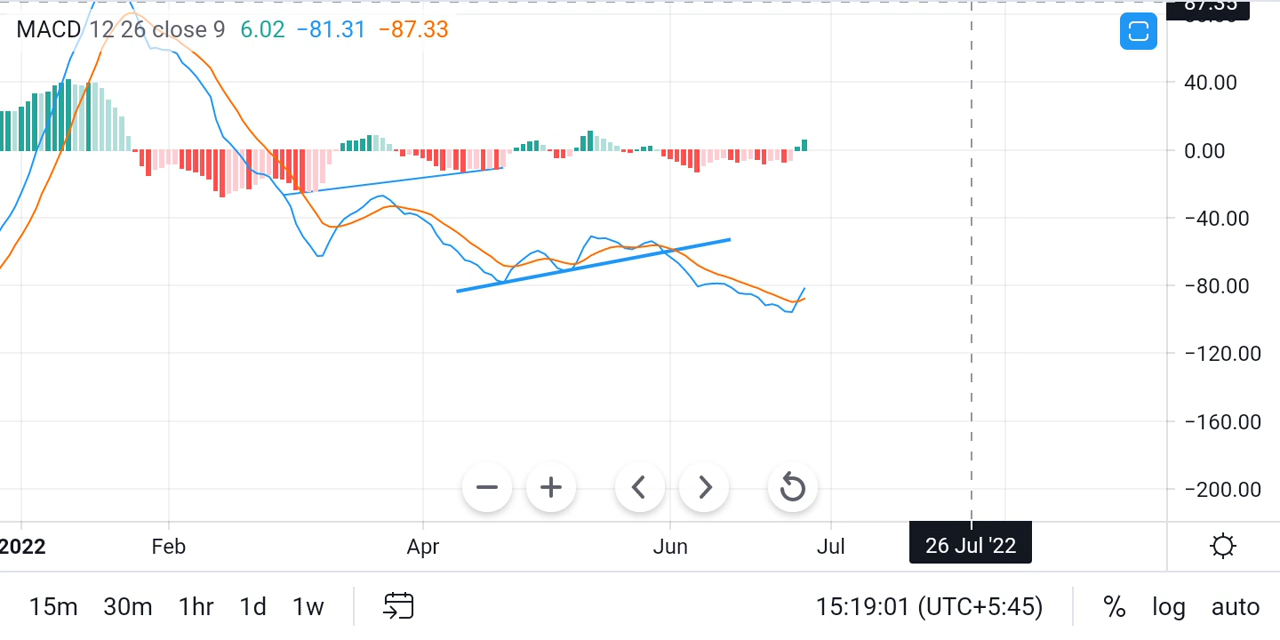 87.35
MACD 12 26 close 9 6.02 −81.31 −87.33
40.00
0.00
−40.00
−80.00
−120.00
−160.00
−200.00
2022 Feb Apr Jun Jul 26 Jul '22
15m 30m 1hr 1d 1w 15:19:01 (UTC+5:45) % log auto